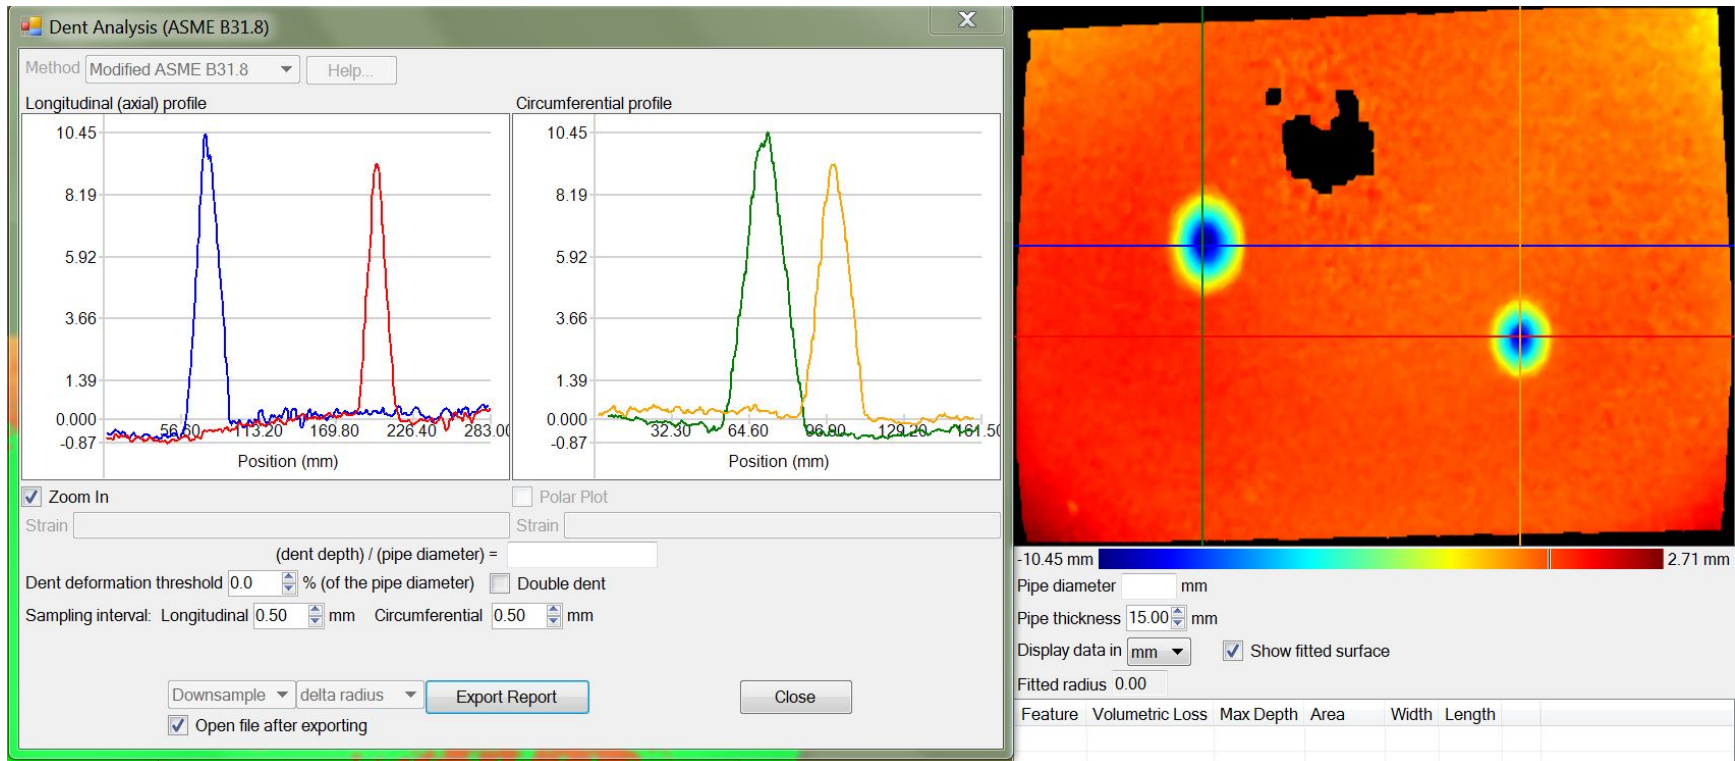 Dent Analysis (ASME B31.8)
X
Method Modified ASME B31.8 Help...
Longitudinal (axial) profile
10.45
8.19
5.92
3.66
1.39
0.000
-0.87
56.60 113.20 169.80 226.40 283.00
Position (mm)
Circumferential profile
10.45
8.19
5.92
3.66
1.39
0.000
-0.87
32.30 64.60 96.90 129.20 161.50
Position (mm)
Zoom In
Polar Plot
Strain
Strain
(dent depth) / (pipe diameter) =
Dent deformation threshold 0.0 % (of the pipe diameter) Double dent
Sampling interval: Longitudinal 0.50 mm Circumferential 0.50 mm
Downsample delta radius Export Report Close
Open file after exporting
-10.45 mm 2.71 mm
Pipe diameter mm
Pipe thickness 15.00 mm
Display data in mm Show fitted surface
Fitted radius 0.00
Feature Volumetric Loss Max Depth Area Width Length